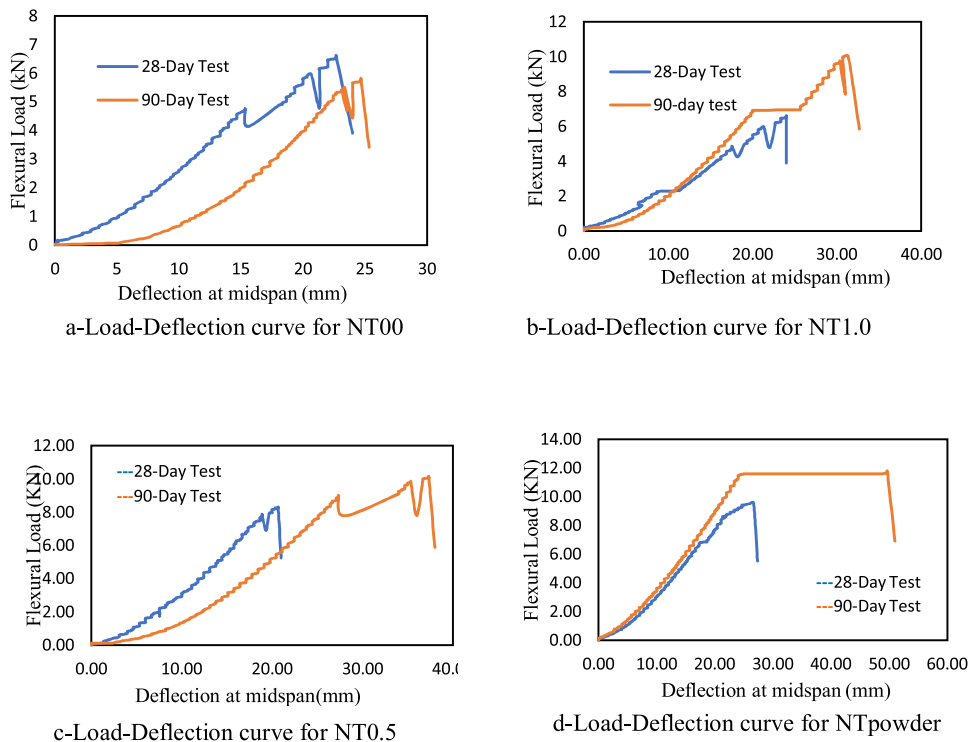 8
7
6
5
4
3
2
1
0
Flexural Load (kN)
28-Day Test
90-Day Test
0 5 10 15 20 25 30
Deflection at midspan (mm)
a-Load-Deflection curve for NT00
12
10
8
6
4
2
0
Flexural Load (kN)
28-Day Test
90-day test
0.00 10.00 20.00 30.00 40.00
Deflection at midspan (mm)
b-Load-Deflection curve for NT1.0
12.00
10.00
8.00
6.00
4.00
2.00
0.00
Flexural Load (KN)
28-Day Test
90-Day Test
0.00 10.00 20.00 30.00 40.0
Deflection at midspan(mm)
c-Load-Deflection curve for NT0.5
14.00
12.00
10.00
8.00
6.00
4.00
2.00
0.00
Flexural Load (KN)
28-Day Test
90-Day Test
0.00 10.00 20.00 30.00 40.00 50.00 60.00
Deflection at midspan (mm)
d-Load-Deflection curve for NTpowder